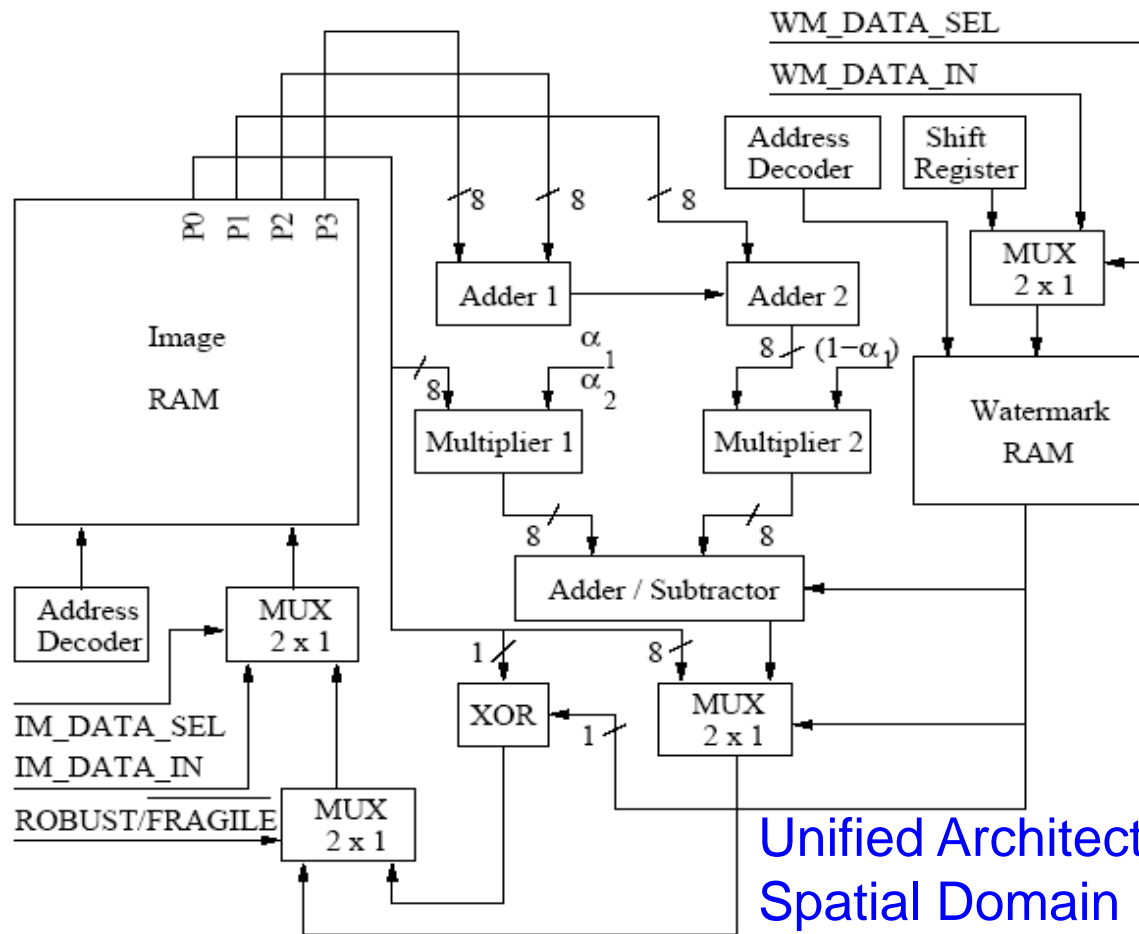 WM_DATA_SEL
WM_DATA_IN
Address
Decoder
Shift
Register
P0
P1
P2
P3
8
8
8
MUX
2 x 1
Adder 1
Adder 2
Image
RAM
α1
α2
8
8
(1−α1)
Multiplier 1
Multiplier 2
Watermark
RAM
8
8
Adder / Subtractor
Address
Decoder
MUX
2 x 1
1
8
XOR
1
MUX
2 x 1
IM_DATA_SEL
IM_DATA_IN
ROBUST/FRAGILE
MUX
2 x 1
Unified Architect
Spatial Domain